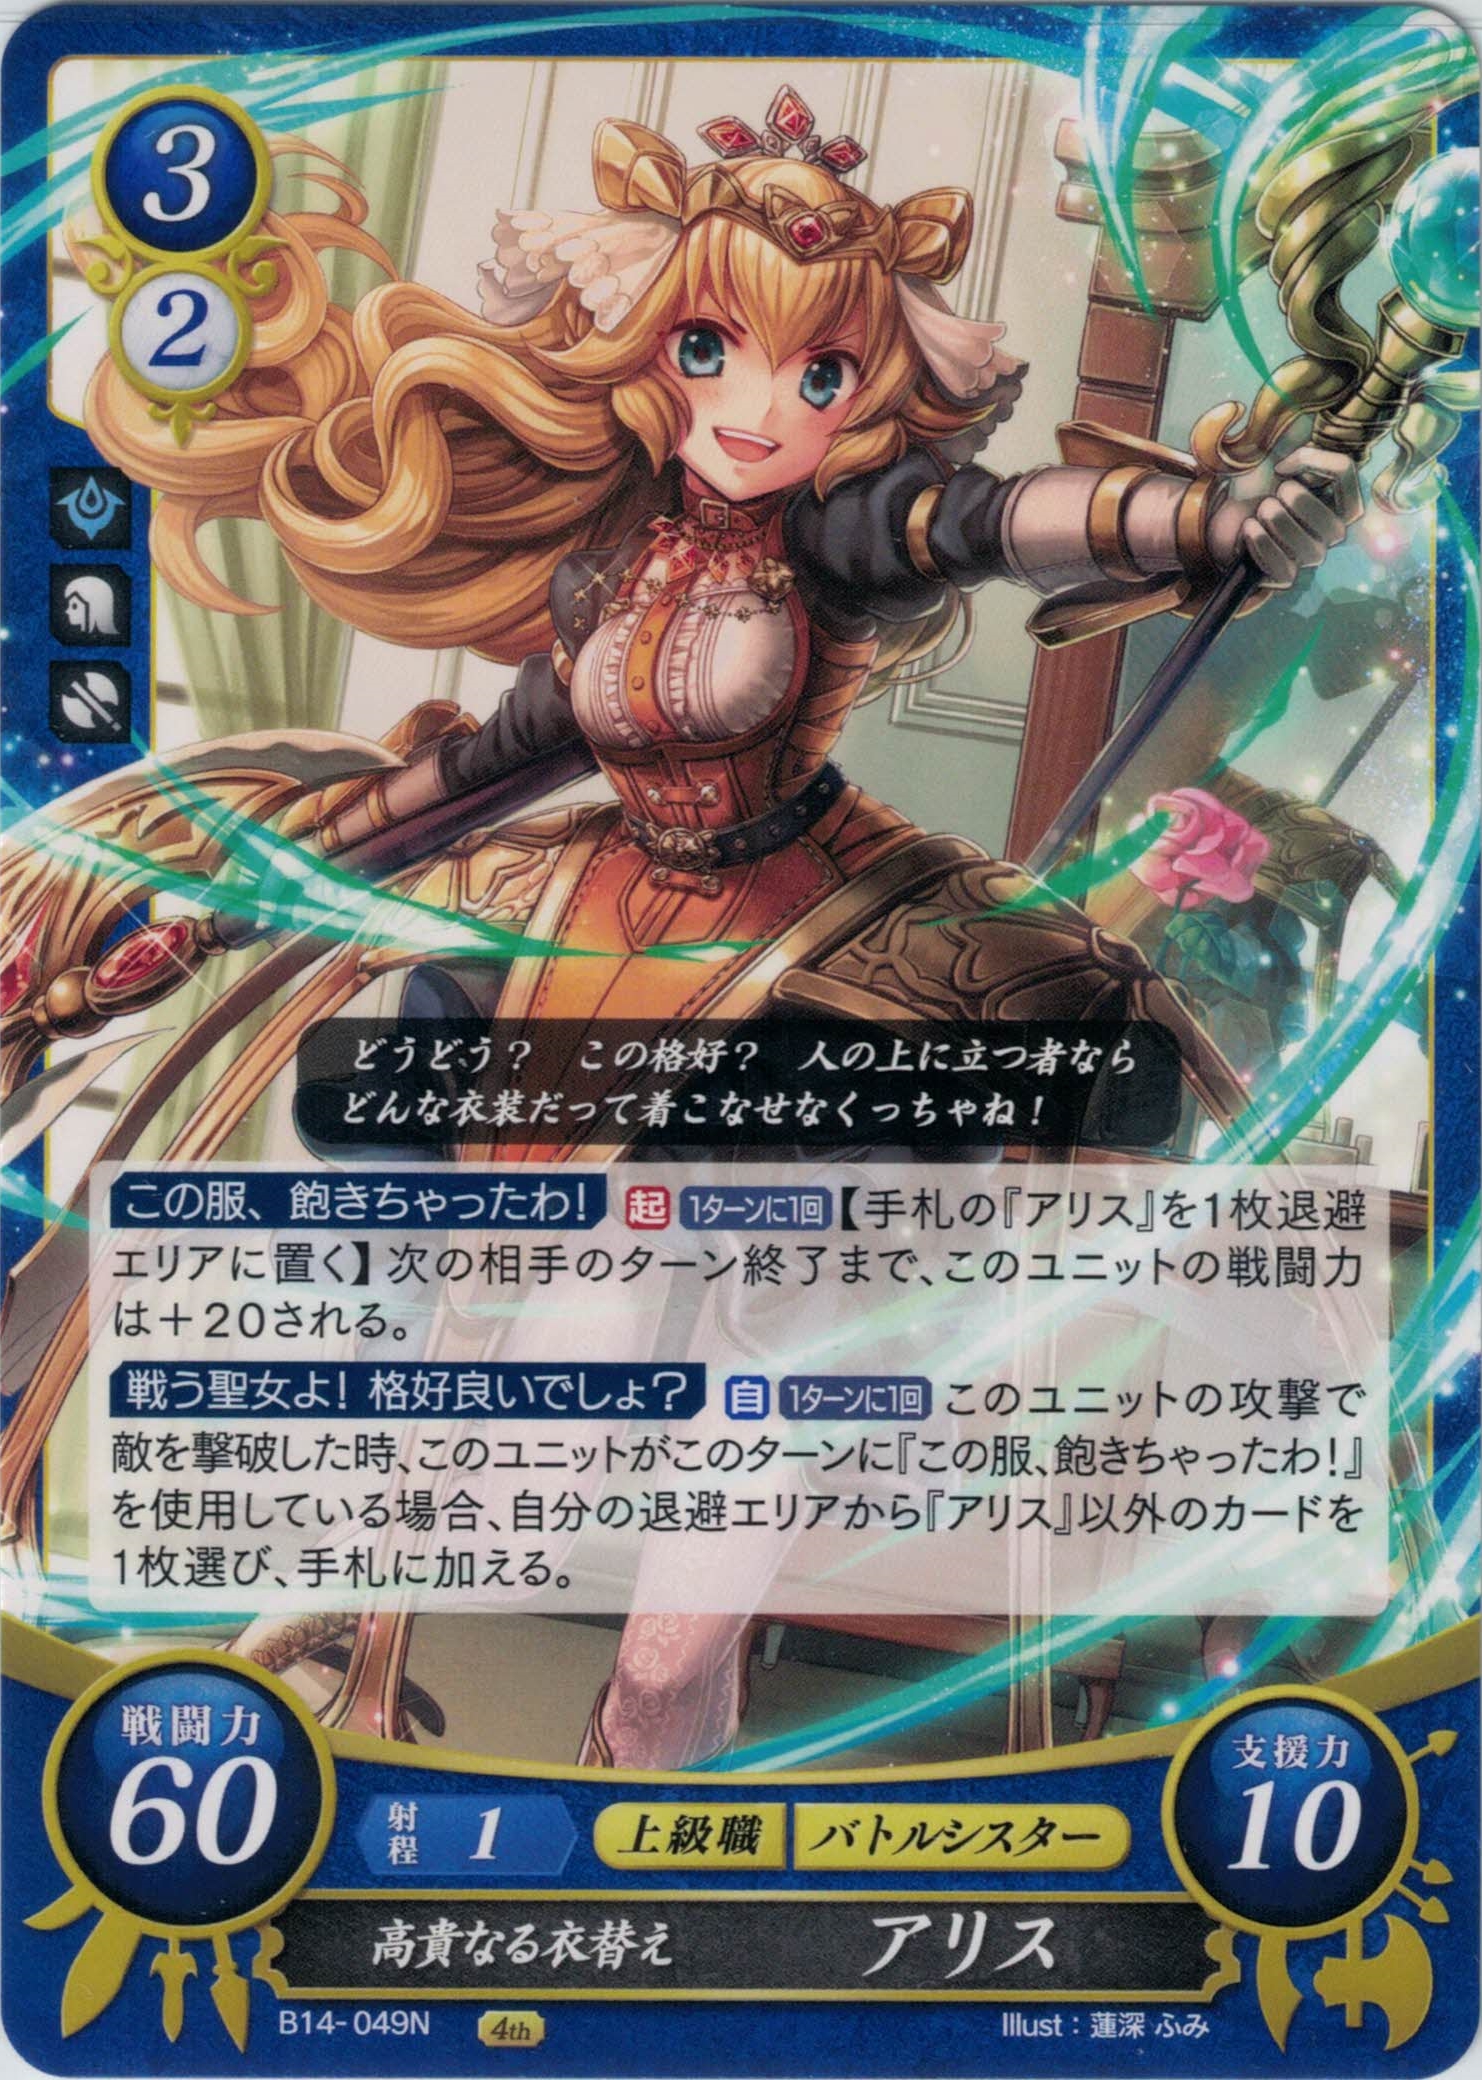 3
2
どうどう？　この格好？　人の上に立つ者なら
どんな衣装だって着こなせなくっちゃね！
この服、飽きちゃったわ！ 起 1ターンに1回【手札の『アリス』を1枚退避
エリアに置く】次の相手のターン終了まで、このユニットの戦闘力
は＋20される。
戦う聖女よ！ 格好良いでしょ？ 自 1ターンに1回 このユニットの攻撃で
敵を撃破した時、このユニットがこのターンに『この服、飽きちゃったわ！』
を使用している場合、自分の退避エリアから『アリス』以外のカードを
1枚選び、手札に加える。
戦闘力
60
射程 1
上級職 バトルシスター
支援力
10
高貴なる衣替え アリス
B14-049N 4th Illust：蓮深 ふみ